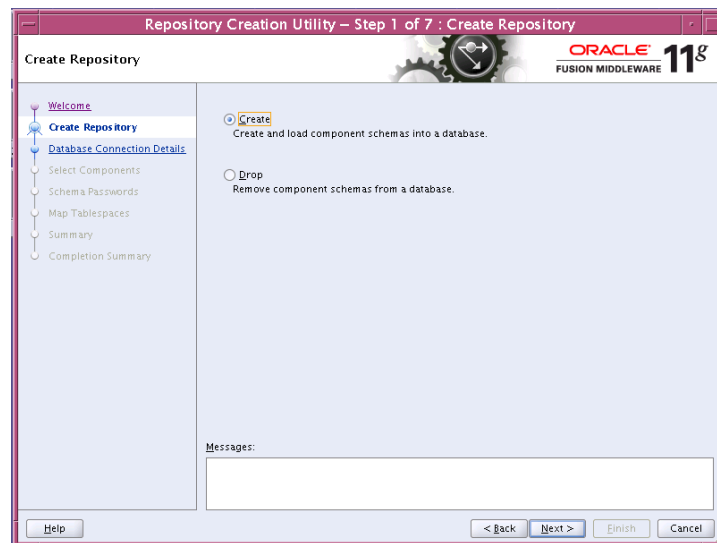 Repository Creation Utility – Step 1 of 7 : Create Repository
Create Repository
ORACLE
FUSION MIDDLEWARE
11g
Welcome
Create Repository
Database Connection Details
Select Components
Schema Passwords
Map Tablespaces
Summary
Completion Summary
Create
Create and load component schemas into a database.
Drop
Remove component schemas from a database.
Messages:
Help
< Back
Next >
Finish
Cancel